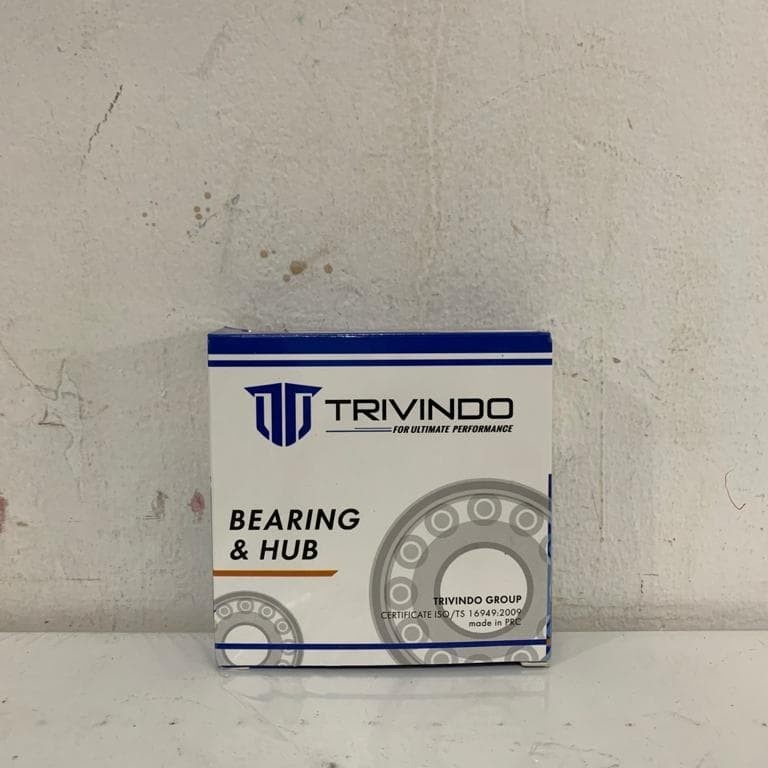 TRIVINDO
FOR ULTIMATE PERFORMANCE
BEARING
& HUB
TRIVINDO GROUP
CERTIFICATE ISO/TS 16949:2009
made in PRC